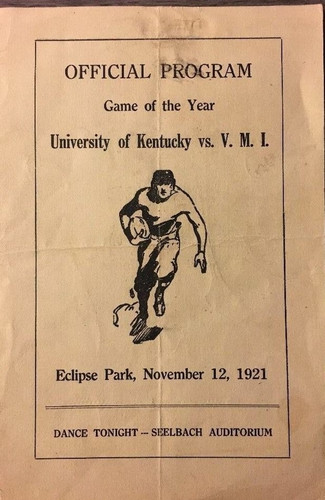 OFFICIAL PROGRAM
Game of the Year
University of Kentucky vs. V. M. I.
Eclipse Park, November 12, 1921
DANCE TONIGHT — SEELBACH AUDITORIUM